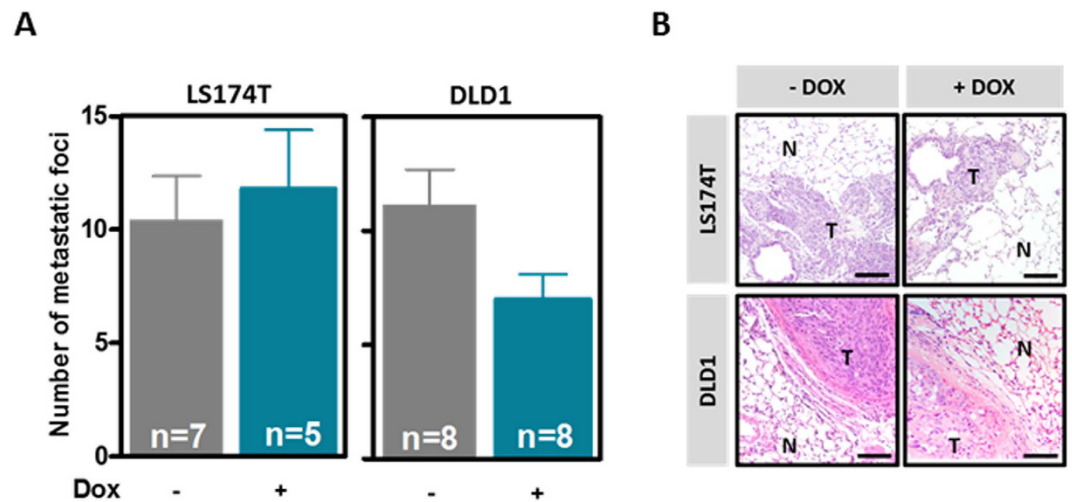 A
B
LS174T
DLD1
Number of metastatic foci
15
10
5
0
n=7
n=5
n=8
n=8
Dox - + - +
- DOX
+ DOX
LS174T
N
T
T
N
DLD1
T
N
N
T